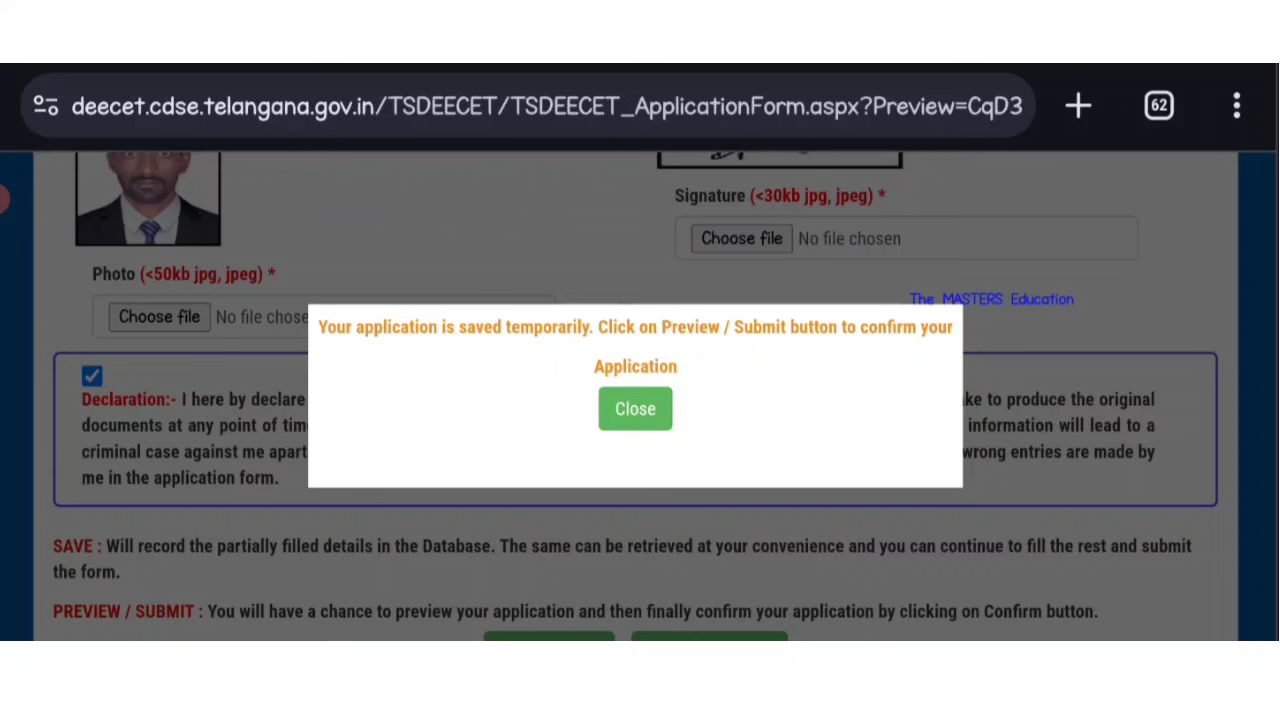 deecet.cdse.telangana.gov.in/TSDEECET/TSDEECET_ApplicationForm.aspx?Preview=CqD3
62
Signature (<30kb jpg, jpeg) *
Choose file No file chosen
Photo (<50kb jpg, jpeg) *
The MASTERS Education
Choose file No file chose
Your application is saved temporarily. Click on Preview / Submit button to confirm your
Application
Close
Declaration:- I here by declare ke to produce the original
documents at any point of tim information will lead to a
criminal case against me apart wrong entries are made by
me in the application form.
SAVE : Will record the partially filled details in the Database. The same can be retrieved at your convenience and you can continue to fill the rest and submit
the form.
PREVIEW / SUBMIT : You will have a chance to preview your application and then finally confirm your application by clicking on Confirm button.